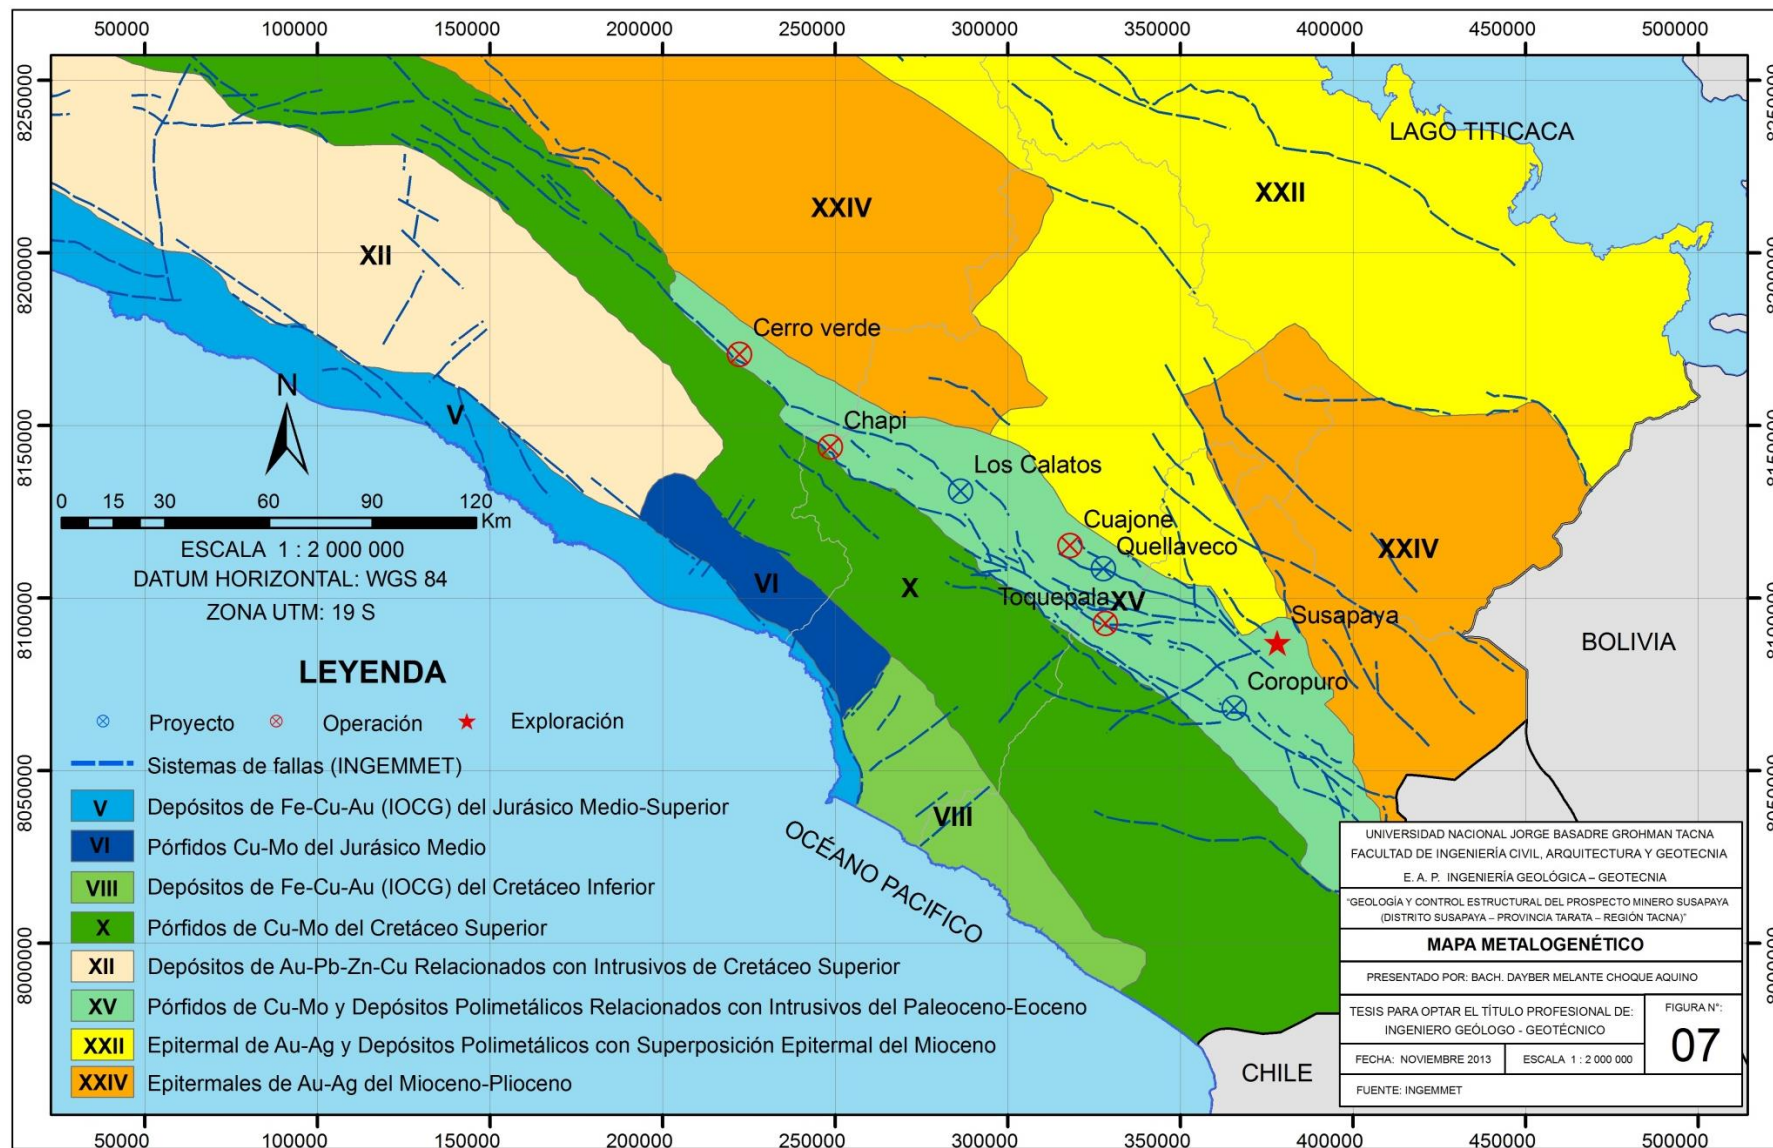 50000 100000 150000 200000 250000 300000 350000 400000 450000 500000
8250000
8200000
8150000
8100000
8050000
8000000
8250000
8200000
8150000
8100000
8050000
8000000
LAGO TITICACA
XXIV
XXII
XII
Cerro verde
N
V
Chapi
Los Calatos
Cuajone
Quellaveco
XXIV
0 15 30 60 90 120
Km
ESCALA 1 : 2 000 000
DATUM HORIZONTAL: WGS 84
ZONA UTM: 19 S
VI
X
Toquepala
XV
Susapaya
BOLIVIA
Coropuro
VIII
OCÉANO PACIFICO
CHILE
LEYENDA
Proyecto Operación Exploración
Sistemas de fallas (INGEMMET)
V Depósitos de Fe-Cu-Au (IOCG) del Jurásico Medio-Superior
VI Pórfidos Cu-Mo del Jurásico Medio
VIII Depósitos de Fe-Cu-Au (IOCG) del Cretáceo Inferior
X Pórfidos de Cu-Mo del Cretáceo Superior
XII Depósitos de Au-Pb-Zn-Cu Relacionados con Intrusivos de Cretáceo Superior
XV Pórfidos de Cu-Mo y Depósitos Polimetálicos Relacionados con Intrusivos del Paleoceno-Eoceno
XXII Epitermal de Au-Ag y Depósitos Polimetálicos con Superposición Epitermal del Mioceno
XXIV Epitermales de Au-Ag del Mioceno-Plioceno
UNIVERSIDAD NACIONAL JORGE BASADRE GROHMAN TACNA
FACULTAD DE INGENIERÍA CIVIL, ARQUITECTURA Y GEOTECNIA
E. A. P. INGENIERÍA GEOLÓGICA – GEOTECNIA
"GEOLOGÍA Y CONTROL ESTRUCTURAL DEL PROSPECTO MINERO SUSAPAYA
(DISTRITO SUSAPAYA – PROVINCIA TARATA – REGIÓN TACNA)"
MAPA METALOGENÉTICO
PRESENTADO POR: BACH. DAYBER MELANTE CHOQUE AQUINO
TESIS PARA OPTAR EL TÍTULO PROFESIONAL DE:
INGENIERO GEÓLOGO - GEOTÉCNICO
FIGURA N°:
07
FECHA: NOVIEMBRE 2013 ESCALA 1 : 2 000 000
FUENTE: INGEMMET
50000 100000 150000 200000 250000 300000 350000 400000 450000 500000